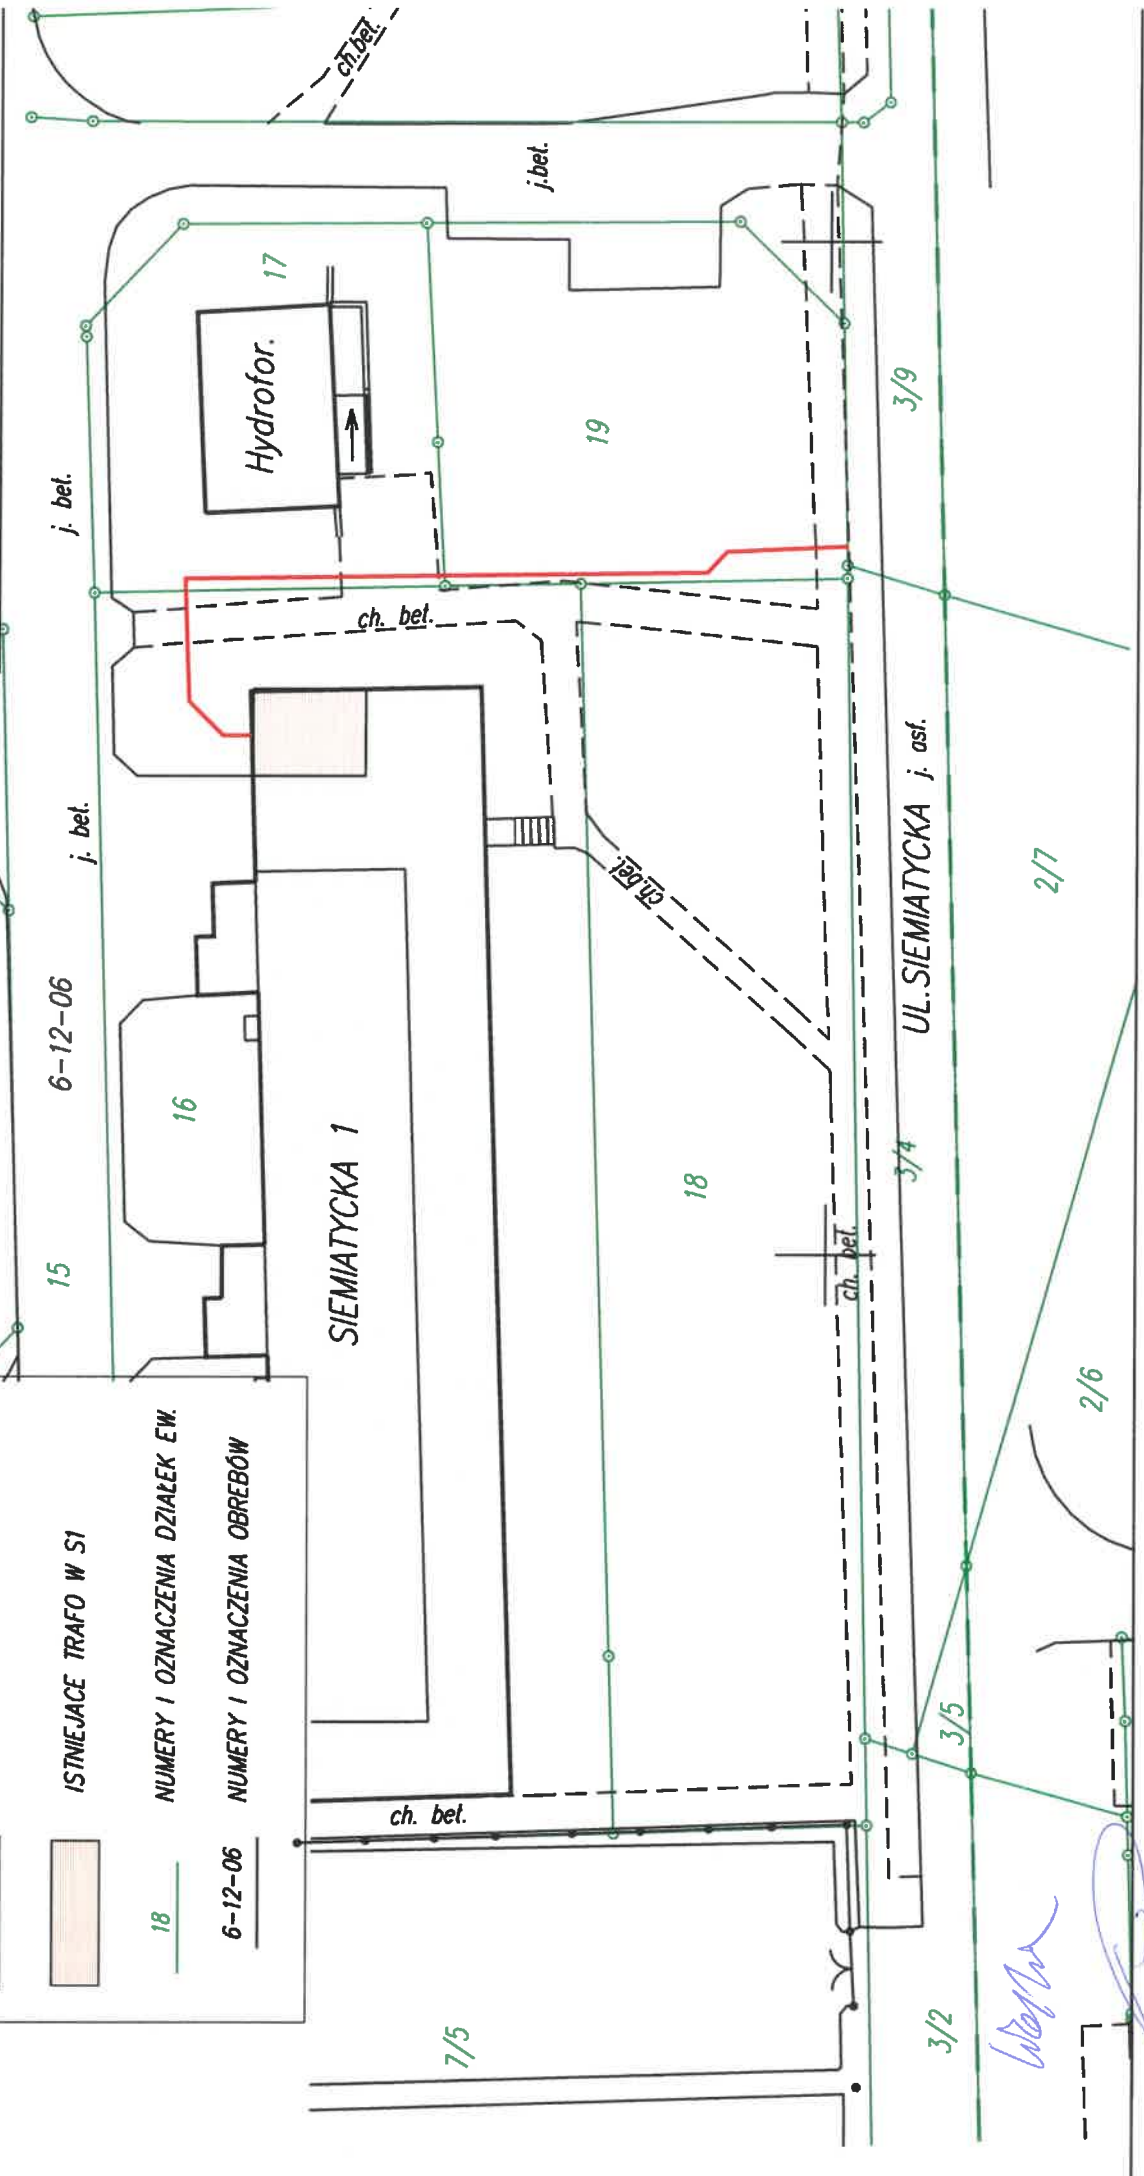 ISTNIEJACE TRAFO W S1
18 NUMERY I OZNACZENIA DZIAŁEK EW.
6-12-06 NUMERY I OZNACZENIA OBREBÓW
15
6-12-06
j. bet.
j. bet.
16
17
Hydrofor.
ch.bet.
j.bet.
SIEMIATYCKA 1
ch. bet.
19
18
ch.bet.
ch. bet.
ch. bet.
7/5
UL.SIEMIATYCKA j. asf.
3/9
3/4
3/5
3/2
2/7
2/6